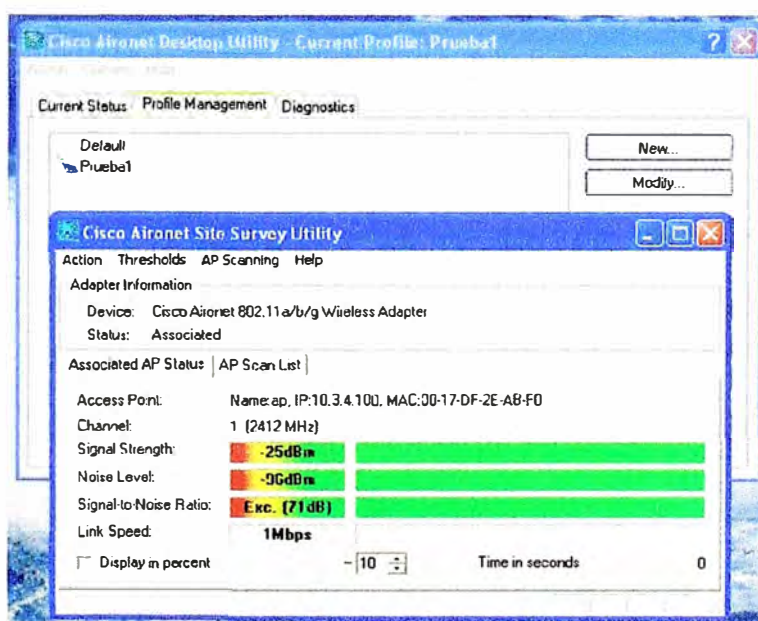 Cisco Aironet Desktop Utility - Current Profile: Prueba1
Current Status Profile Management Diagnostics
Default
Prueba1
New...
Modify...
Cisco Aironet Site Survey Utility
Action Thresholds AP Scanning Help
Adapter Information
Device: Cisco Aironet 802.11a/b/g Wireless Adapter
Status: Associated
Associated AP Status AP Scan List
Access Point: Name:ap, IP:10.3.4.100, MAC:00-17-DF-2E-AB-F0
Channel: 1 (2412 MHz)
Signal Strength: -25dBm
Noise Level: -96dBm
Signal-to-Noise Ratio: Exc. (71dB)
Link Speed: 1Mbps
Display in percent -10 Time in seconds 0